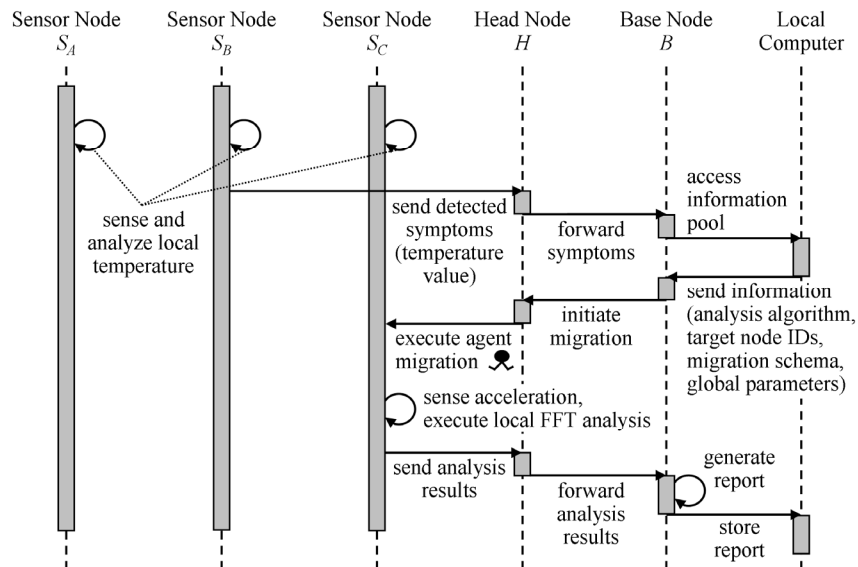 Sensor Node
S_A
Sensor Node
S_B
Sensor Node
S_C
Head Node
H
Base Node
B
Local
Computer
sense and
analyze local
temperature
send detected
symptoms
(temperature
value)
forward
symptoms
access
information
pool
send information
(analysis algorithm,
target node IDs,
migration schema,
global parameters)
initiate
migration
execute agent
migration
sense acceleration,
execute local FFT analysis
send analysis
results
forward
analysis
results
generate
report
store
report